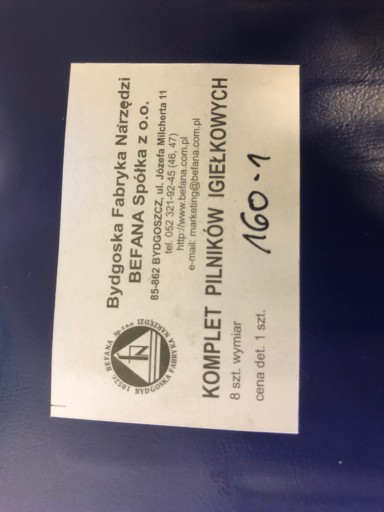 Bydgoska Fabryka Narzędzi
BEFANA Spółka z o.o.
85-862 BYDGOSZCZ, ul. Józefa Milcherta 11
tel. 052 321-92-45 (46, 47)
http://www.befana.com.pl
e-mail: marketing@befana.com.pl
BEFANA Sp. z o.o.
BYDGOSKA FABRYKA NARZĘDZI
KOMPLET PILNIKÓW IGIEŁKOWYCH
8 szt. wymiar 160-1
cena det. 1 szt.